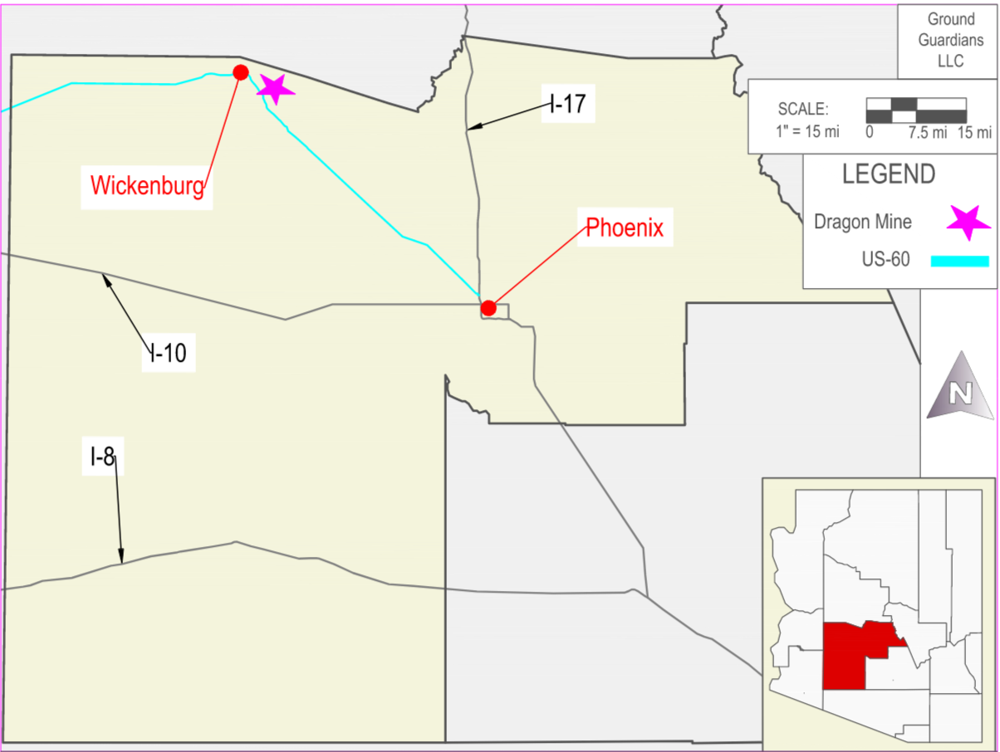 Ground
Guardians
LLC
I-17
SCALE:
1" = 15 mi
0 7.5 mi 15 mi
LEGEND
Wickenburg
Phoenix
Dragon Mine
US-60
I-10
N
I-8